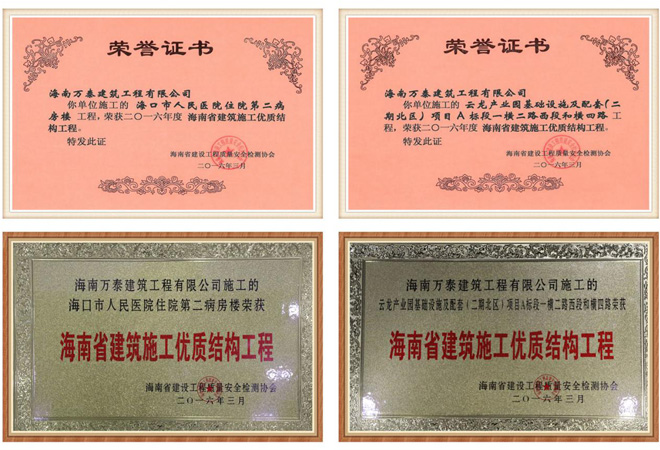 荣誉证书
海南万泰建筑工程有限公司
你单位施工的 海口市人民医院住院第二病
房楼 工程，荣获二〇一六年度 海南省建筑施工优质结
构工程。
特发此证
海南省建设工程质量安全检测协会
二〇一六年三月
荣誉证书
海南万泰建筑工程有限公司
你单位施工的 云龙产业园基础设施及配套(二
期北区) 项目A标段一横二路西段和横四路 工
程，荣获二〇一六年度 海南省建筑施工优质结构工程。
特发此证
海南省建设工程质量安全检测协会
二〇一六年三月
海南万泰建筑工程有限公司施工的
海口市人民医院住院第二病房楼荣获
海南省建筑施工优质结构工程
海南省建设工程质量安全检测协会
二〇一六年三月
海南万泰建筑工程有限公司施工的
云龙产业园基础设施及配套（二期北区）项目A标段一横二路西段和横四路荣获
海南省建筑施工优质结构工程
海南省建设工程质量安全检测协会
二〇一六年三月